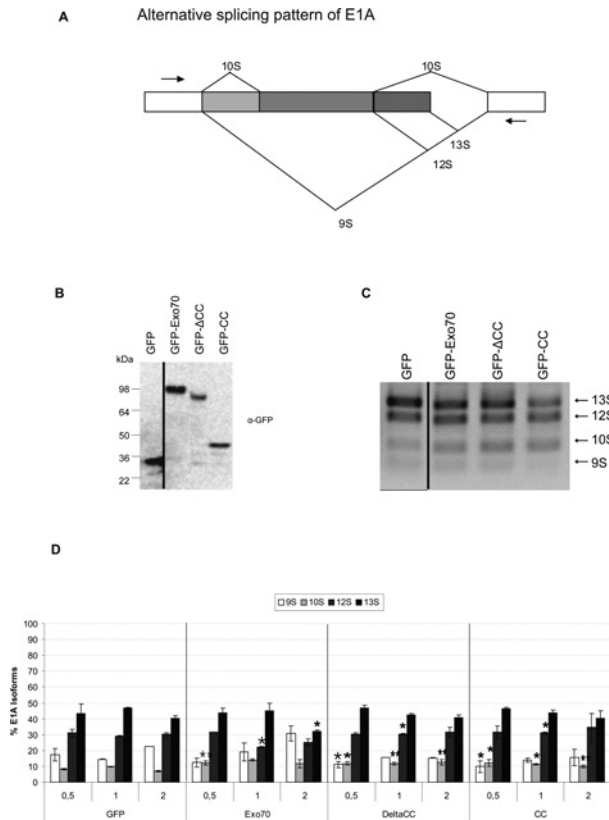 A Alternative splicing pattern of E1A
10S 10S
13S
12S
9S
B
GFP
GFP-Exo70
GFP-ΔCC
GFP-CC
kDa
98
64
50
36
22
α-GFP
C
GFP
GFP-Exo70
GFP-ΔCC
GFP-CC
←13S
←12S
←10S
←9S
D
9S 10S 12S 13S
% E1A Isoforms
100
90
80
70
60
50
40
30
20
10
0
* * * * * * * ** ** * * * * **
0,5 1 2 0,5 1 2 0,5 1 2 0,5 1 2
GFP Exo70 DeltaCC CC